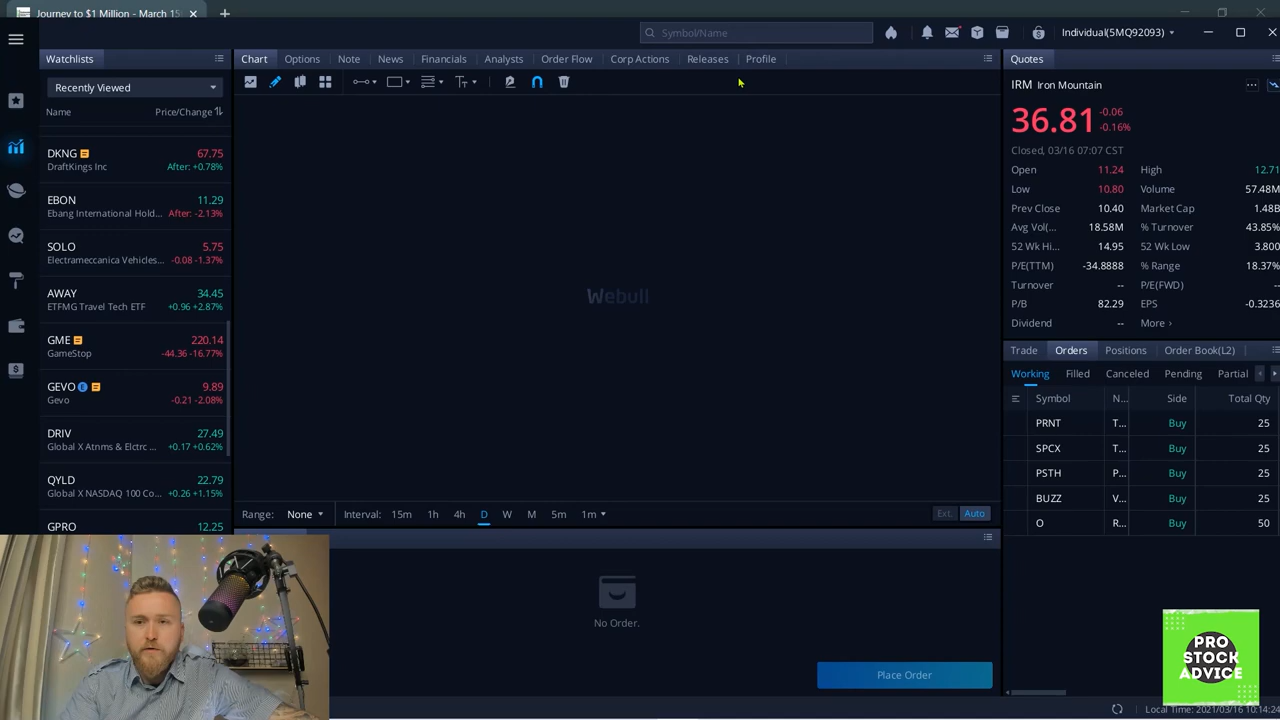 Journey to $1 Million - March 15
Symbol/Name
Individual(5MQ92093)
Watchlists
Recently Viewed
Name Price/Change
DKNG 67.75
DraftKings Inc After: +0.78%
EBON 11.29
Ebang International Hold... After: -2.13%
SOLO 5.75
Electrameccanica Vehicles... -0.08 -1.37%
AWAY 34.45
ETFMG Travel Tech ETF +0.96 +2.87%
GME 220.14
GameStop -44.36 -16.77%
GEVO E 9.89
Gevo -0.21 -2.08%
DRIV 27.49
Global X Atnms & Elctrc ... +0.17 +0.62%
QYLD 22.79
Global X NASDAQ 100 Co... +0.26 +1.15%
GPRO 12.25
Chart Options Note News Financials Analysts Order Flow Corp Actions Releases Profile
Webull
Range: None Interval: 15m 1h 4h D W M 5m 1m Ext. Auto
No Order.
Place Order
Quotes
IRM Iron Mountain
36.81 -0.06
-0.16%
Closed, 03/16 07:07 CST
Open 11.24 High 12.71
Low 10.80 Volume 57.48M
Prev Close 10.40 Market Cap 1.48B
Avg Vol(... 18.58M % Turnover 43.85%
52 Wk Hi... 14.95 52 Wk Low 3.800
P/E(TTM) -34.8888 % Range 18.37%
Turnover -- P/E(FWD) --
P/B 82.29 EPS -0.3236
Dividend -- More ›
Trade Orders Positions Order Book(L2)
Working Filled Canceled Pending Partial
Symbol N... Side Total Qty
PRNT T... Buy 25
SPCX T... Buy 25
PSTH P... Buy 25
BUZZ V... Buy 25
O R... Buy 50
PRO
STOCK
ADVICE
Local Time: 2021/03/16 10:14:24